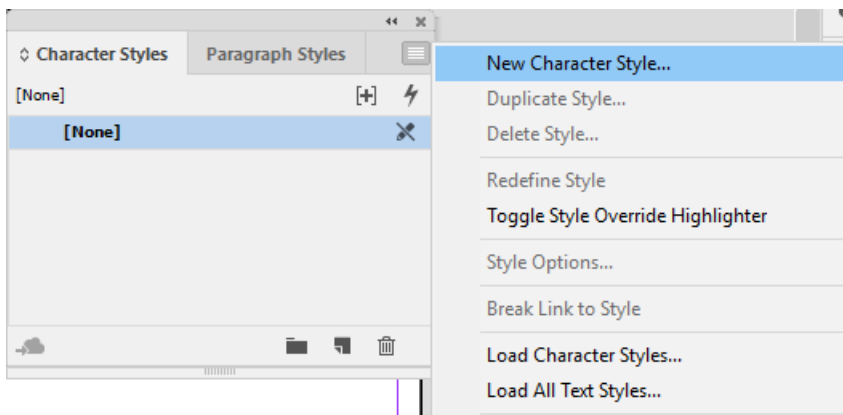 Character Styles
Paragraph Styles
[None]
[None]
New Character Style...
Duplicate Style...
Delete Style...
Redefine Style
Toggle Style Override Highlighter
Style Options...
Break Link to Style
Load Character Styles...
Load All Text Styles...